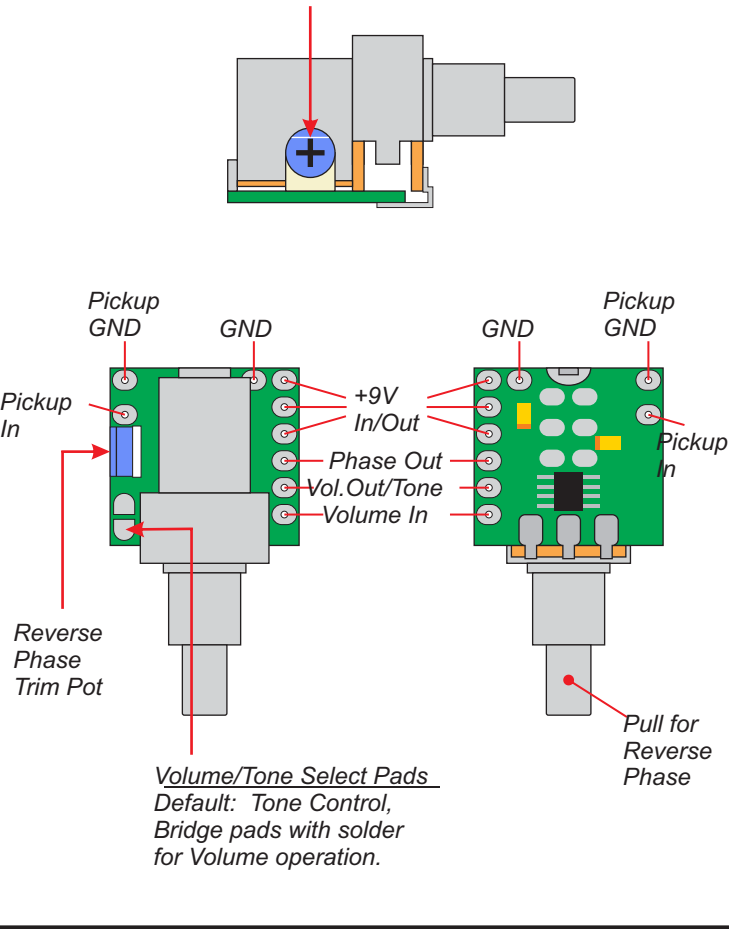 Pickup
GND
GND
GND
Pickup
GND
Pickup
In
+9V
In/Out
Phase Out
Vol.Out/Tone
Volume In
Pickup
In
Reverse
Phase
Trim Pot
Pull for
Reverse
Phase
Volume/Tone Select Pads
Default: Tone Control,
Bridge pads with solder
for Volume operation.